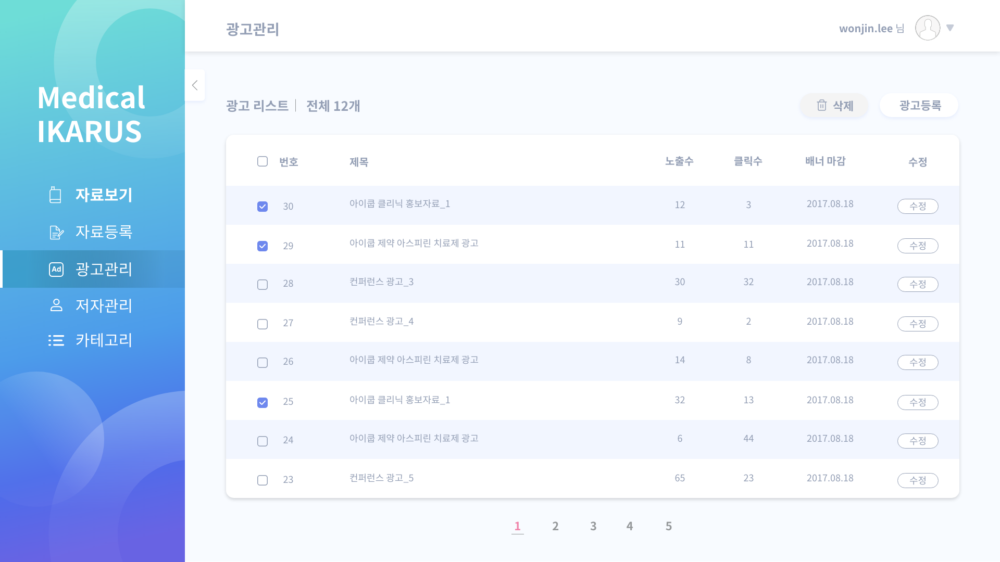 Medical
IKARUS
자료보기
자료등록
Ad 광고관리
저자관리
카테고리
광고관리
wonjin.lee 님
광고 리스트 전체 12개
삭제 광고등록
번호 제목 노출수 클릭수 배너 마감 수정
30 아이쿱 클리닉 홍보자료_1 12 3 2017.08.18 수정
29 아이쿱 제약 아스피린 치료제 광고 11 11 2017.08.18 수정
28 컨퍼런스 광고_3 30 32 2017.08.18 수정
27 컨퍼런스 광고_4 9 2 2017.08.18 수정
26 아이쿱 제약 아스피린 치료제 광고 14 8 2017.08.18 수정
25 아이쿱 클리닉 홍보자료_1 32 13 2017.08.18 수정
24 아이쿱 제약 아스피린 치료제 광고 6 44 2017.08.18 수정
23 컨퍼런스 광고_5 65 23 2017.08.18 수정
1 2 3 4 5